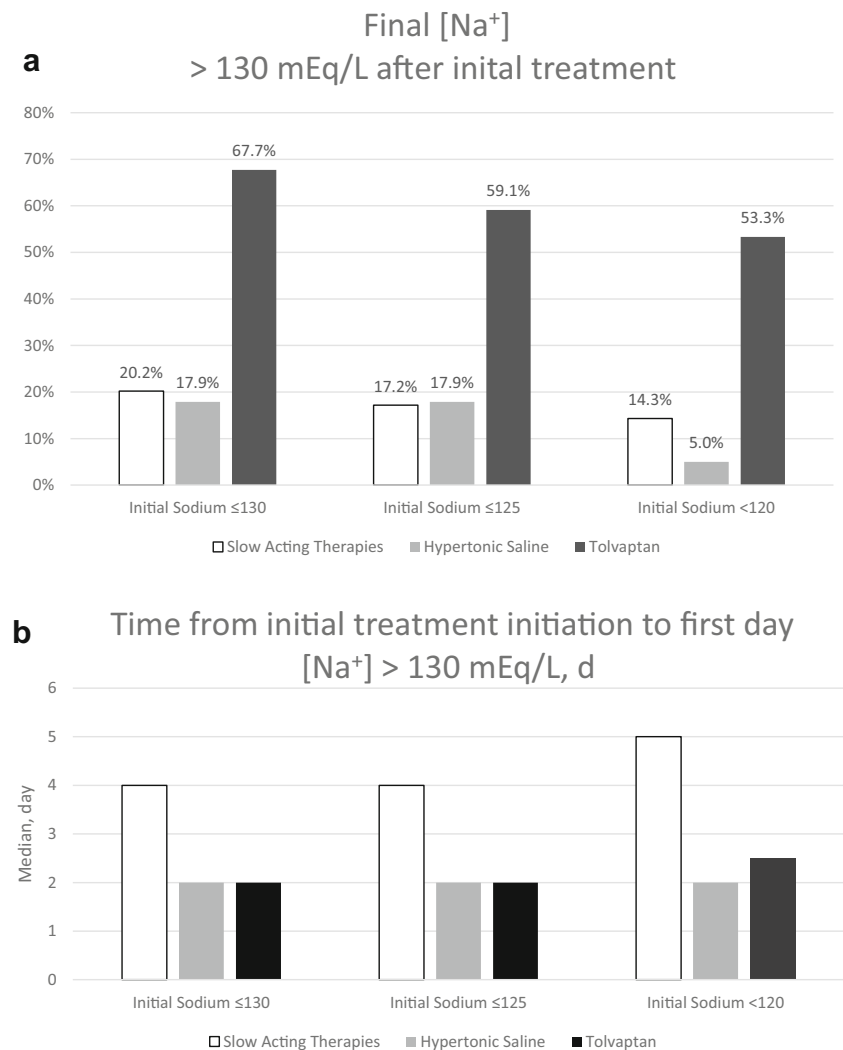 a
Final [Na⁺]
> 130 mEq/L after inital treatment
80%
70%
60%
50%
40%
30%
20%
10%
0%
67.7%
59.1%
53.3%
20.2%
17.9%
17.2%
17.9%
14.3%
5.0%
Initial Sodium ≤130
Initial Sodium ≤125
Initial Sodium <120
Slow Acting Therapies
Hypertonic Saline
Tolvaptan
b
Time from initial treatment initiation to first day
[Na⁺] > 130 mEq/L, d
Median, day
6
5
4
3
2
1
0
Initial Sodium ≤130
Initial Sodium ≤125
Initial Sodium <120
Slow Acting Therapies
Hypertonic Saline
Tolvaptan